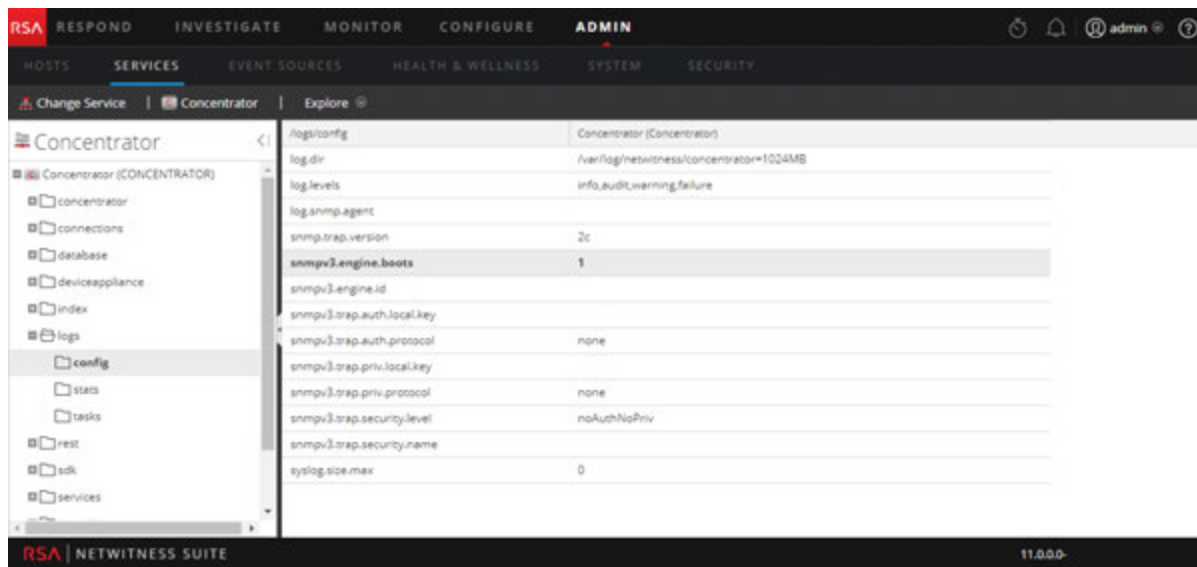 RSA RESPOND INVESTIGATE MONITOR CONFIGURE ADMIN admin
HOSTS SERVICES EVENT SOURCES HEALTH & WELLNESS SYSTEM SECURITY
Change Service | Concentrator | Explore
Concentrator
Concentrator (CONCENTRATOR)
concentrator
connections
database
deviceappliance
index
logs
config
stats
tasks
rest
sdk
services
/logs/config Concentrator (Concentrator)
log.dir /var/log/netwitness/concentrator=1024MB
log.levels info,audit,warning,failure
log.snmp.agent
snmp.trap.version 2c
snmpv3.engine.boots 1
snmpv3.engine.id
snmpv3.trap.auth.local.key
snmpv3.trap.auth.protocol none
snmpv3.trap.priv.local.key
snmpv3.trap.priv.protocol none
snmpv3.trap.security.level noAuthNoPriv
snmpv3.trap.security.name
syslog.size.max 0
RSA | NETWITNESS SUITE 11.0.0.0-